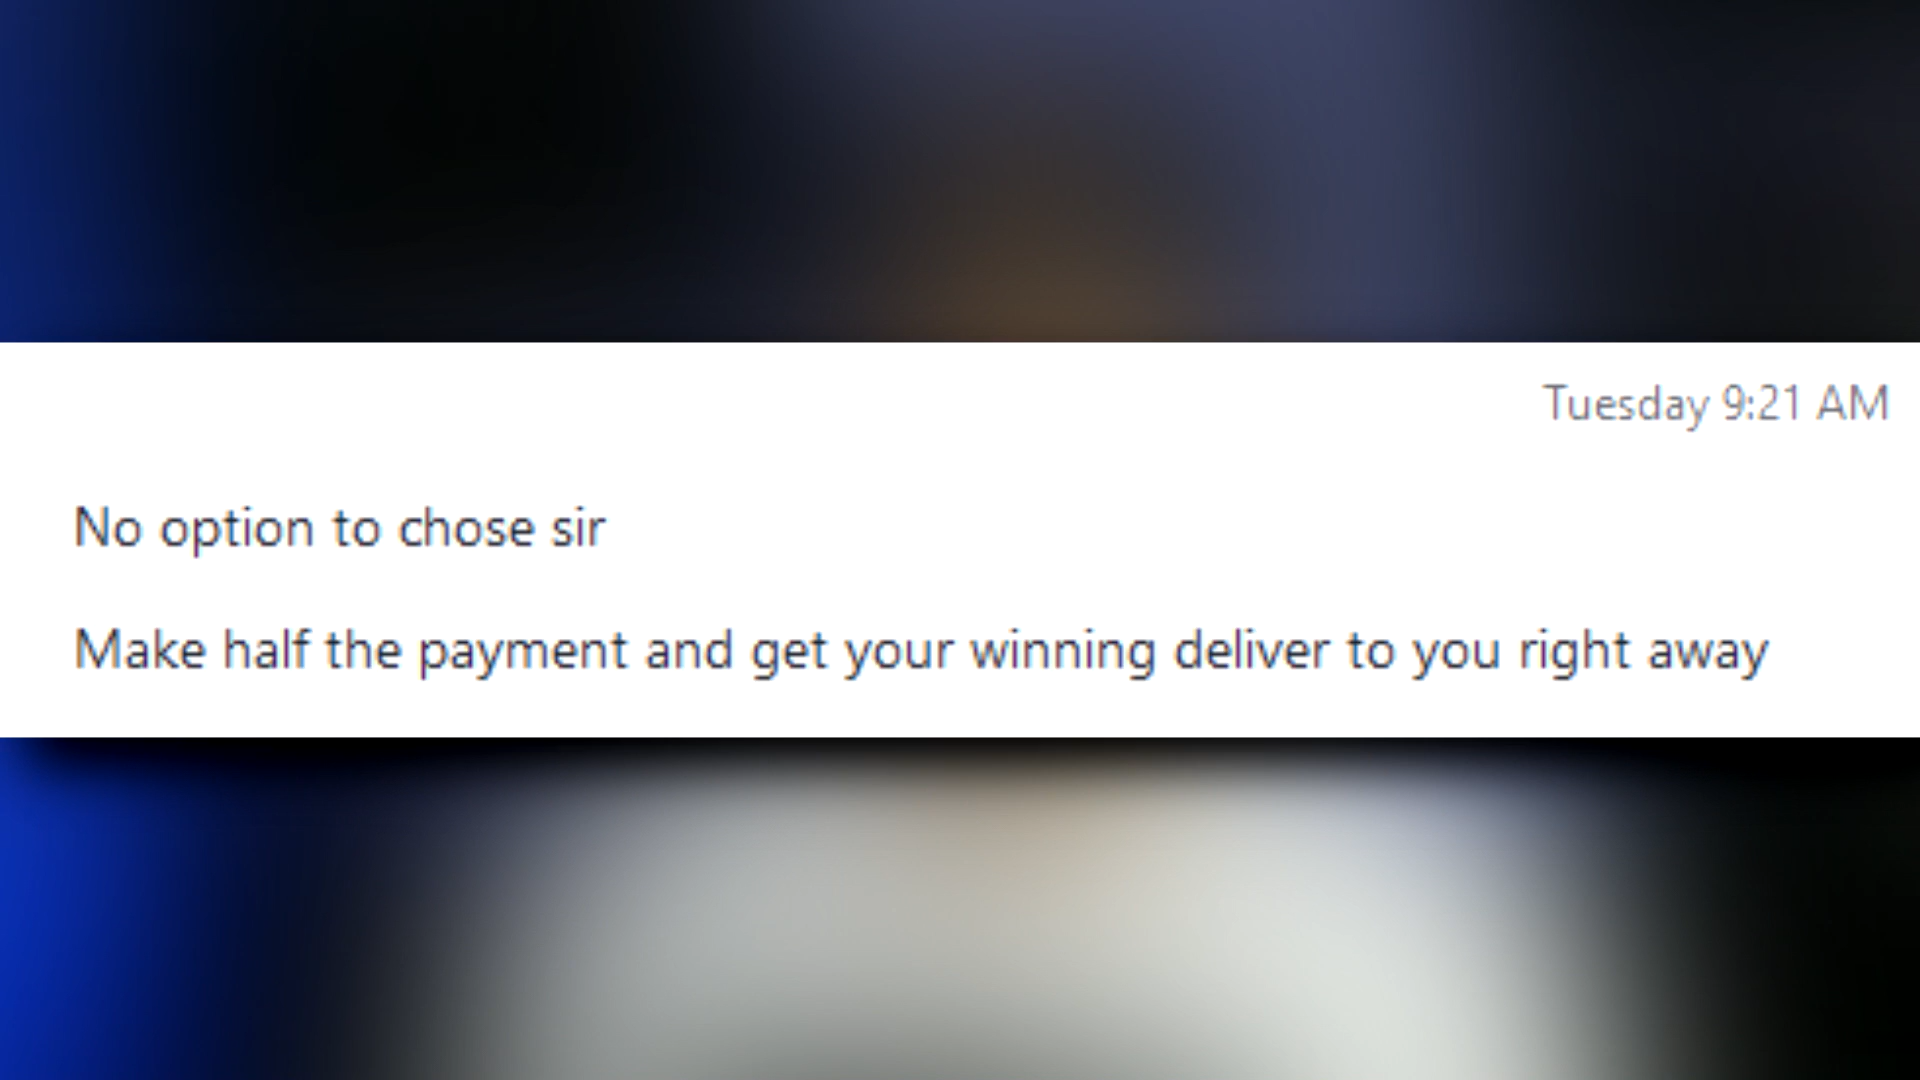 Tuesday 9:21 AM
No option to chose sir
Make half the payment and get your winning deliver to you right away